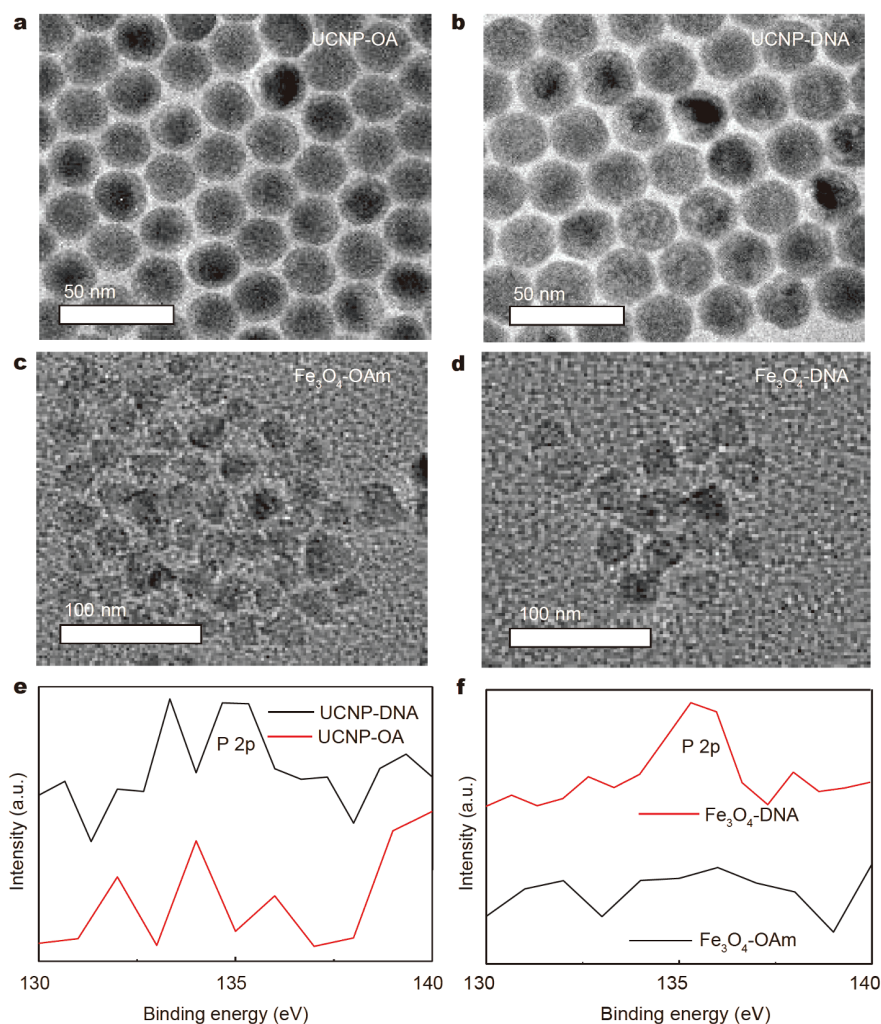 a
UCNP-OA
b
UCNP-DNA
50 nm
50 nm
c
Fe₃O₄-OAm
d
Fe₃O₄-DNA
100 nm
100 nm
e
UCNP-DNA
UCNP-OA
P 2p
Intensity (a.u.)
130
135
140
Binding energy (eV)
f
P 2p
Fe₃O₄-DNA
Fe₃O₄-OAm
Intensity (a.u.)
130
135
140
Binding energy (eV)